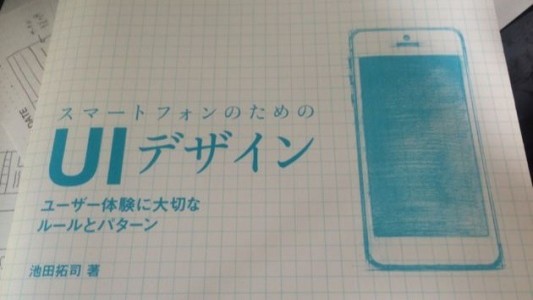 スマートフォンのための
UIデザイン
ユーザー体験に大切な
ルールとパターン
池田拓司 著
DATE